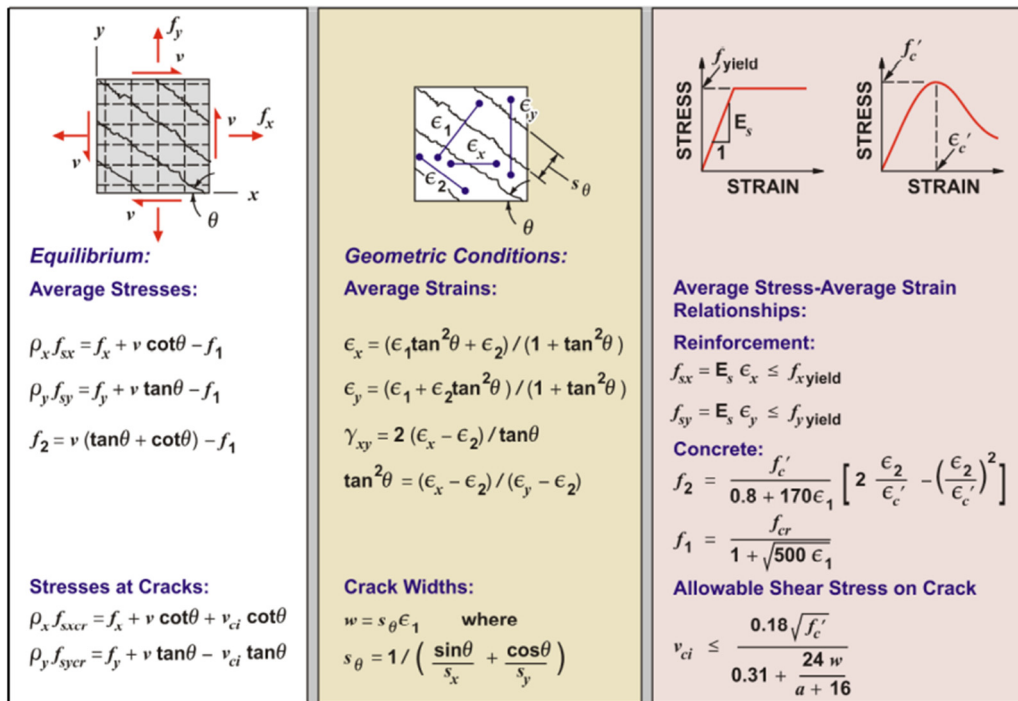 y
f_y
v
f_x
v
v
v
x
θ
Equilibrium:
Average Stresses:
ρ_x f_sx = f_x + v cotθ – f_1
ρ_y f_sy = f_y + v tanθ – f_1
f_2 = v (tanθ + cotθ) – f_1
Stresses at Cracks:
ρ_x f_sxcr = f_x + v cotθ + v_ci cotθ
ρ_y f_sycr = f_y + v tanθ – v_ci tanθ
ϵ_1
ϵ_y
ϵ_x
ϵ_2
s_θ
θ
Geometric Conditions:
Average Strains:
ϵ_x = (ϵ_1 tan²θ + ϵ_2) / (1 + tan²θ)
ϵ_y = (ϵ_1 + ϵ_2 tan²θ) / (1 + tan²θ)
γ_xy = 2 (ϵ_x – ϵ_2) / tanθ
tan²θ = (ϵ_x – ϵ_2) / (ϵ_y – ϵ_2)
Crack Widths:
w = s_θ ϵ_1 where
s_θ = 1 / ( sinθ / s_x + cosθ / s_y )
f_yield
E_s
1
STRESS
STRAIN
f_c′
ϵ_c′
STRESS
STRAIN
Average Stress-Average Strain
Relationships:
Reinforcement:
f_sx = E_s ϵ_x ≤ f_xyield
f_sy = E_s ϵ_y ≤ f_yyield
Concrete:
f_2 = f_c′ / (0.8 + 170ϵ_1) [ 2 ϵ_2 / ϵ_c′ – (ϵ_2 / ϵ_c′)² ]
f_1 = f_cr / (1 + √(500 ϵ_1))
Allowable Shear Stress on Crack
v_ci ≤ 0.18√(f_c′) / (0.31 + 24 w / (a + 16))